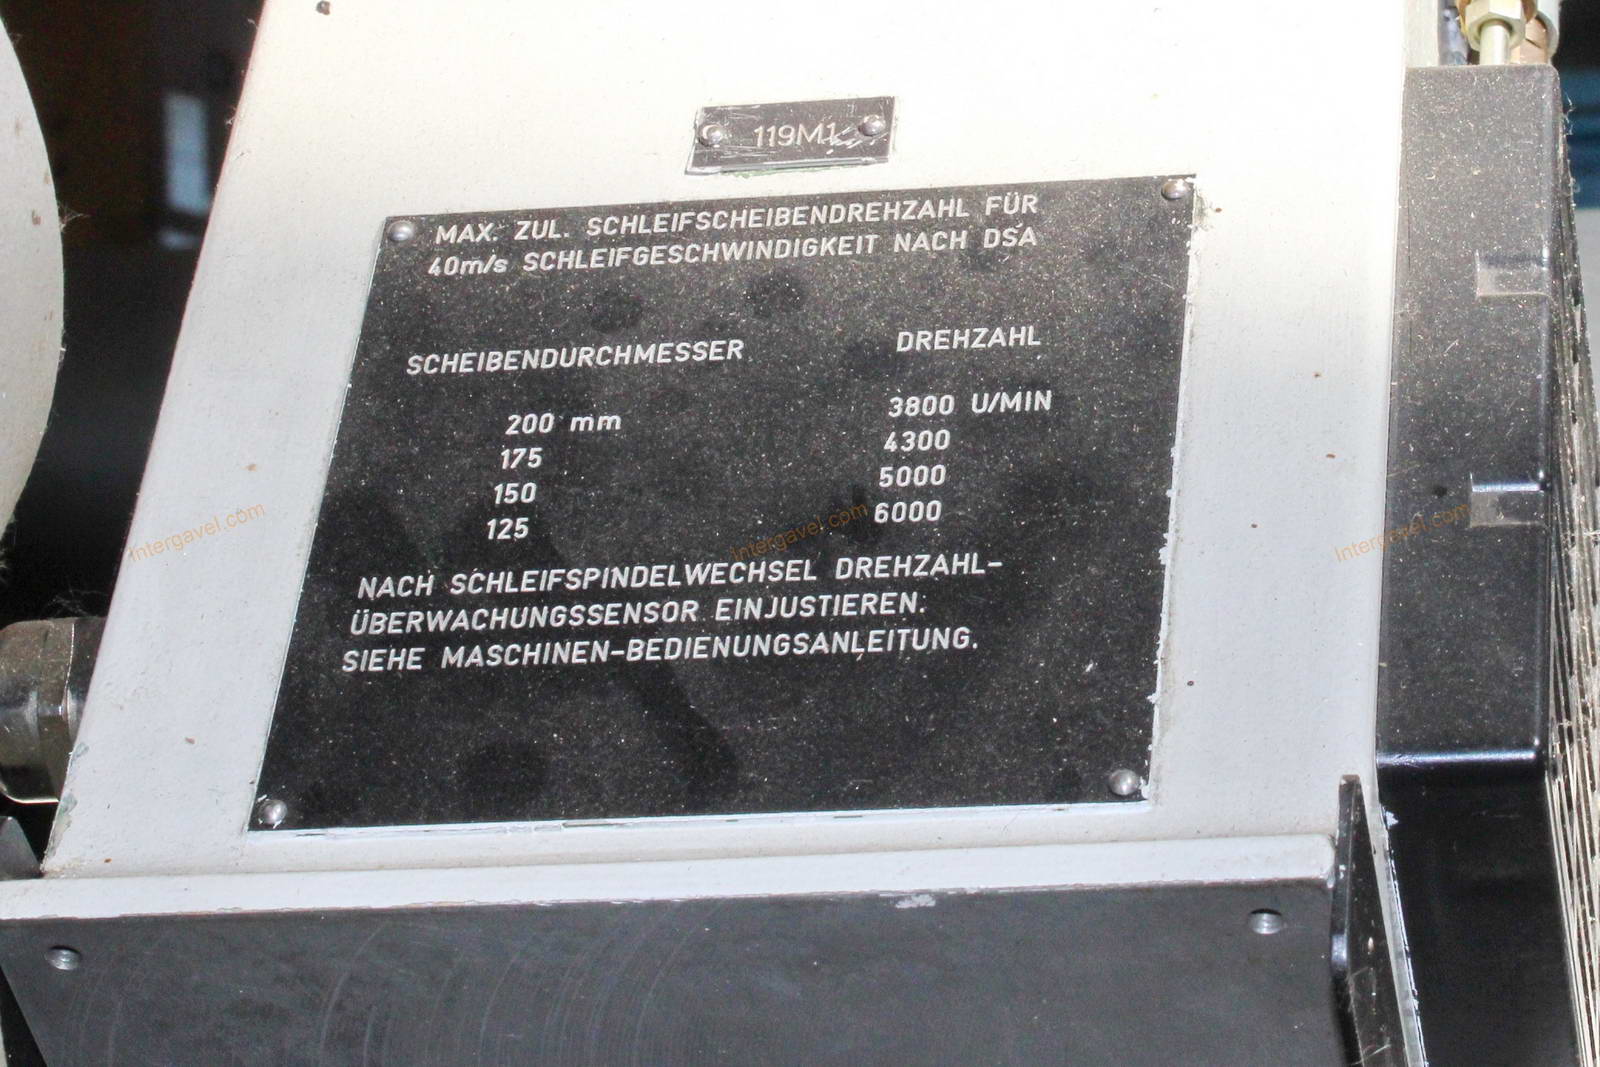 119M1
MAX. ZUL. SCHLEIFSCHEIBENDREHZAHL FÜR
40m/s SCHLEIFGESCHWINDIGKEIT NACH DSA
SCHEIBENDURCHMESSER DREHZAHL
200 mm 3800 U/MIN
175 4300
150 5000
125 6000
NACH SCHLEIFSPINDELWECHSEL DREHZAHL-
ÜBERWACHUNGSSENSOR EINJUSTIEREN.
SIEHE MASCHINEN-BEDIENUNGSANLEITUNG.
Intergavel.com Intergavel.com Intergavel.com